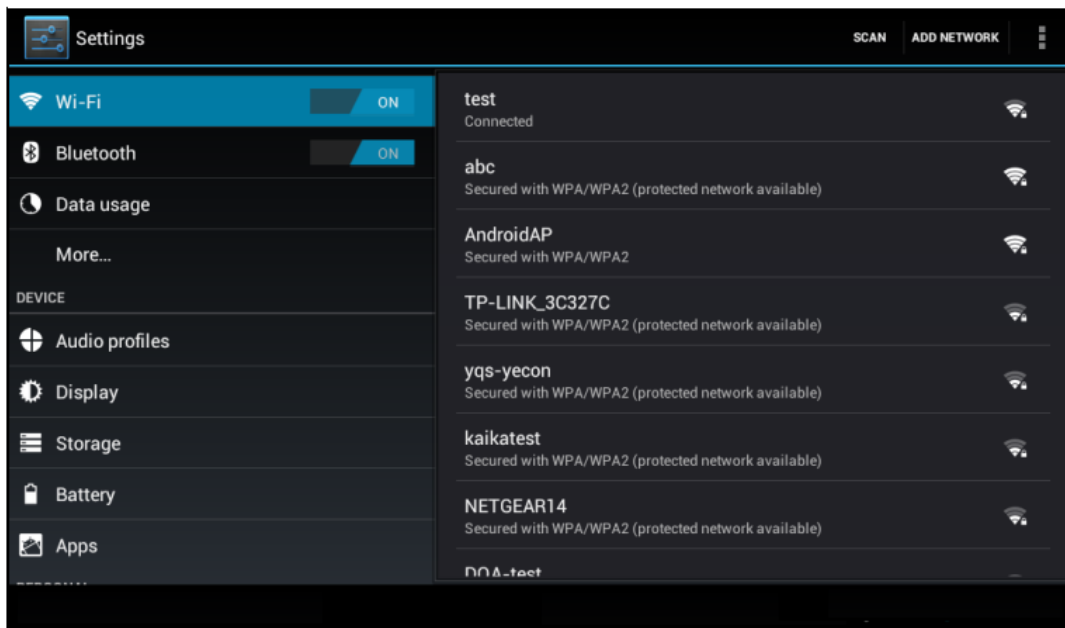 Settings
SCAN
ADD NETWORK
Wi-Fi
ON
Bluetooth
ON
Data usage
More...
DEVICE
Audio profiles
Display
Storage
Battery
Apps
test
Connected
abc
Secured with WPA/WPA2 (protected network available)
AndroidAP
Secured with WPA/WPA2
TP-LINK_3C327C
Secured with WPA/WPA2 (protected network available)
yqs-yecon
Secured with WPA/WPA2 (protected network available)
kaikatest
Secured with WPA/WPA2 (protected network available)
NETGEAR14
Secured with WPA/WPA2 (protected network available)